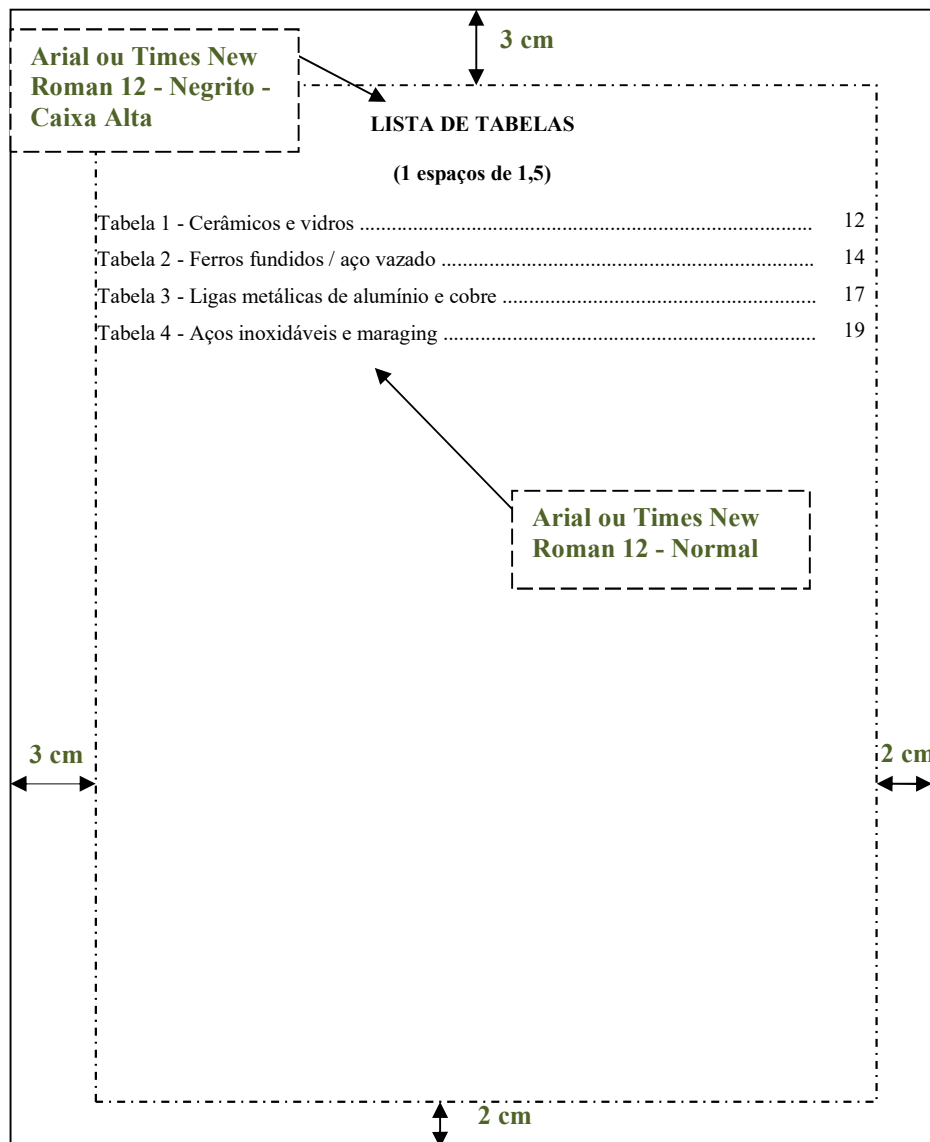 3 cm
Arial ou Times New
Roman 12 - Negrito -
Caixa Alta
LISTA DE TABELAS
(1 espaços de 1,5)
Tabela 1 - Cerâmicos e vidros ................................................................................................ 12
Tabela 2 - Ferros fundidos / aço vazado ............................................................................... 14
Tabela 3 - Ligas metálicas de alumínio e cobre .................................................................. 17
Tabela 4 - Aços inoxidáveis e maraging ............................................................................... 19
Arial ou Times New
Roman 12 - Normal
3 cm
2 cm
2 cm